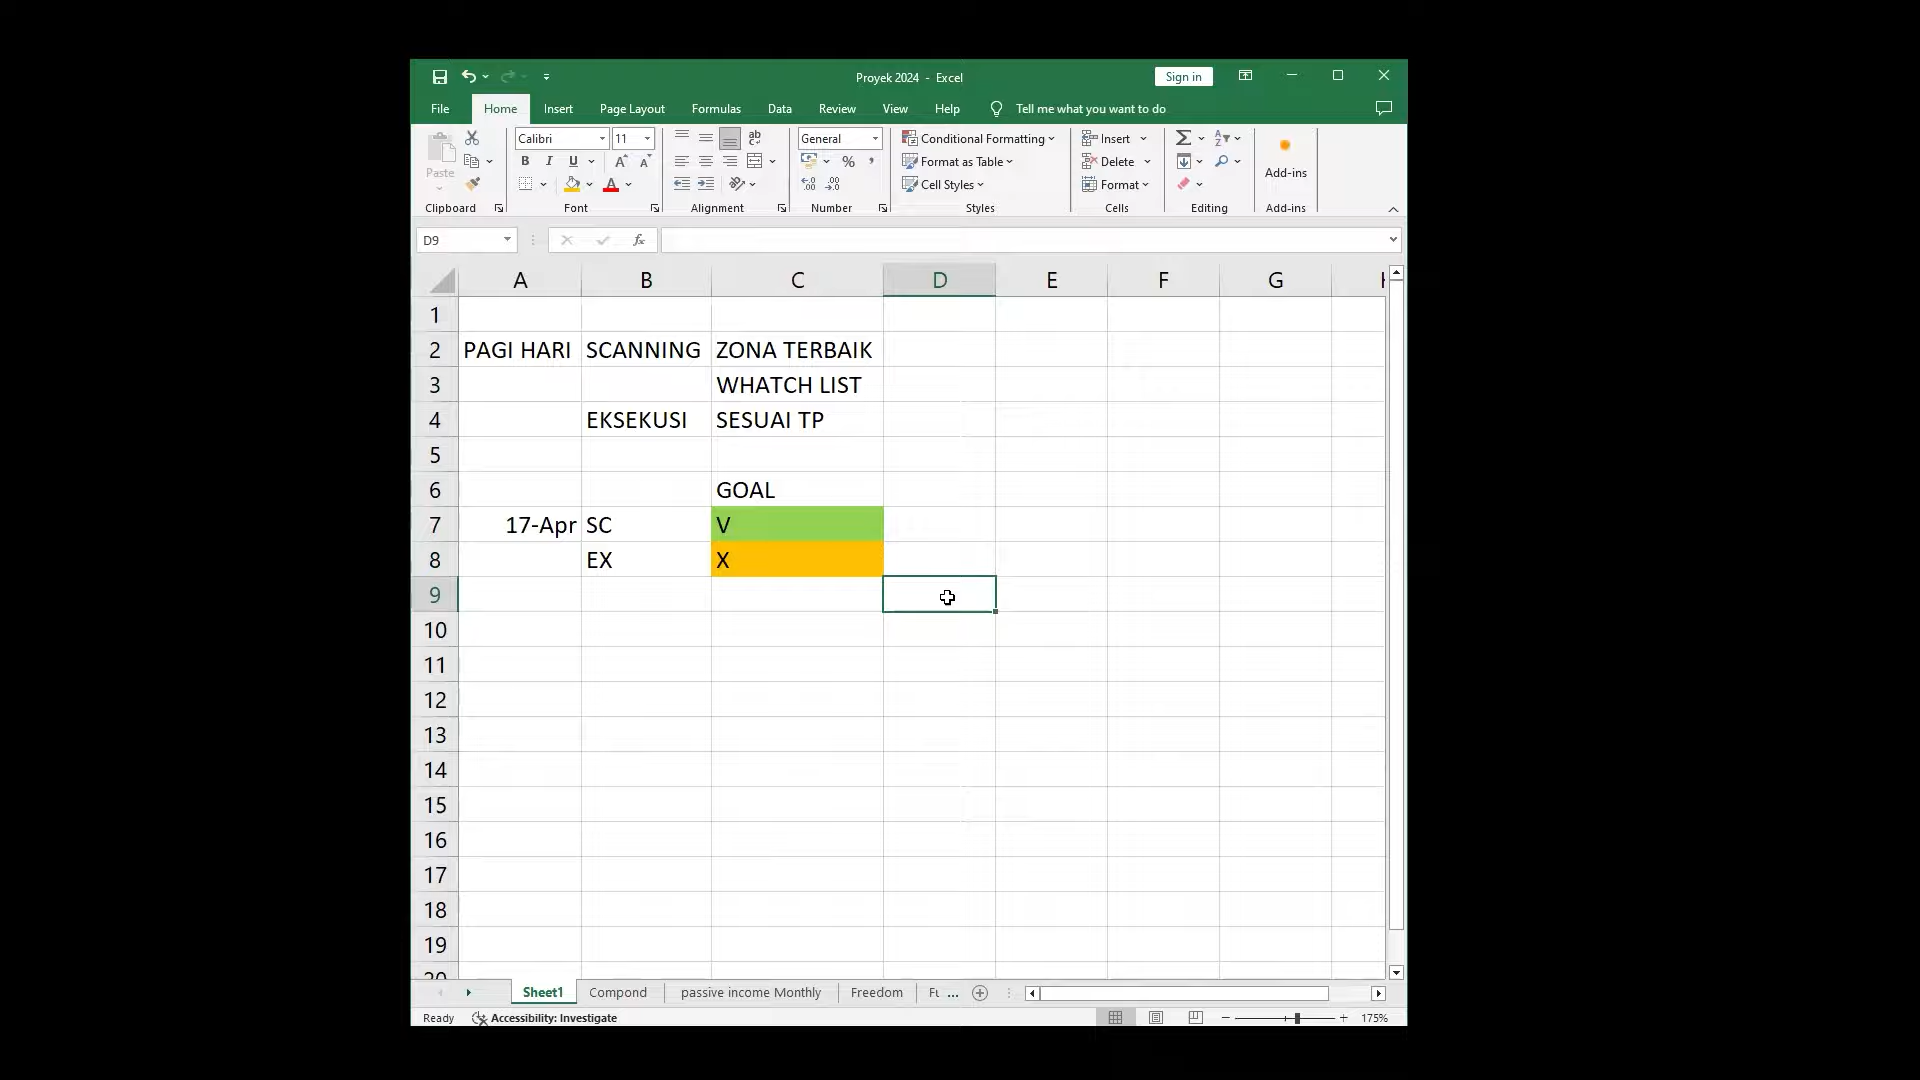 Proyek 2024 - Excel
Sign in
File Home Insert Page Layout Formulas Data Review View Help Tell me what you want to do
Paste
Calibri 11
B I U A A
A
ab
General
% ,
Conditional Formatting
Format as Table
Cell Styles
Insert
Delete
Format
Add-ins
Clipboard Font Alignment Number Styles Cells Editing Add-ins
D9 fx
A B C D E F G
1
2 PAGI HARI SCANNING ZONA TERBAIK
3 WHATCH LIST
4 EKSEKUSI SESUAI TP
5
6 GOAL
7 17-Apr SC V
8 EX X
9
10
11
12
13
14
15
16
17
18
19
20
Sheet1 Compond passive income Monthly Freedom ...
Ready Accessibility: Investigate 175%